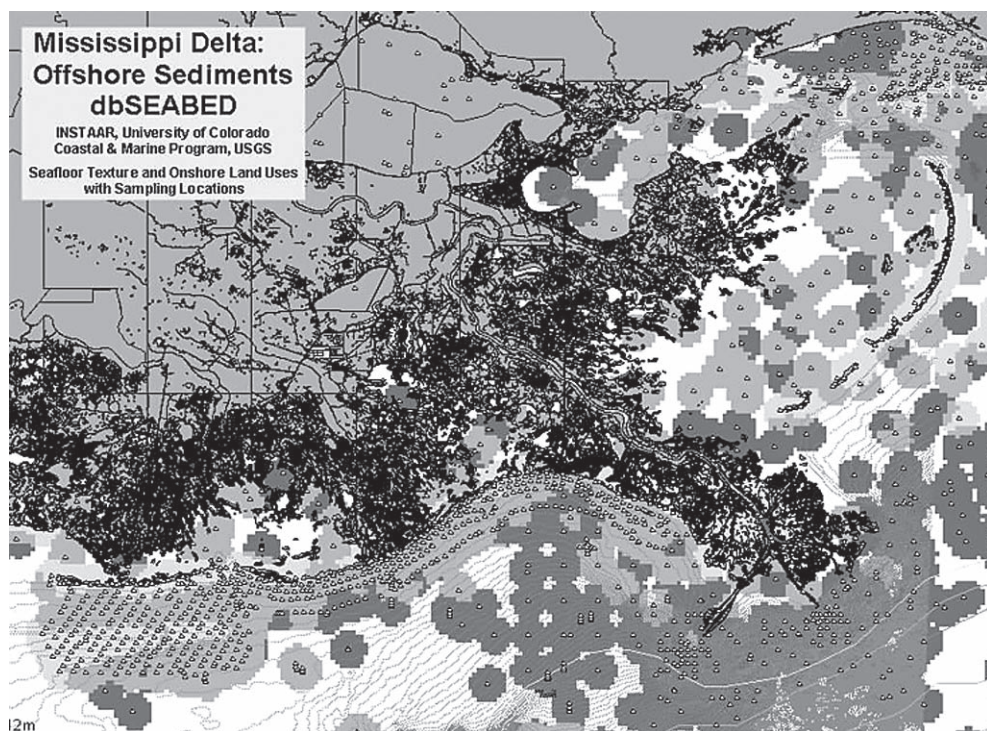 Mississippi Delta:
Offshore Sediments
dbSEABED
INSTAAR, University of Colorado
Coastal & Marine Program, USGS
Seafloor Texture and Onshore Land Uses
with Sampling Locations